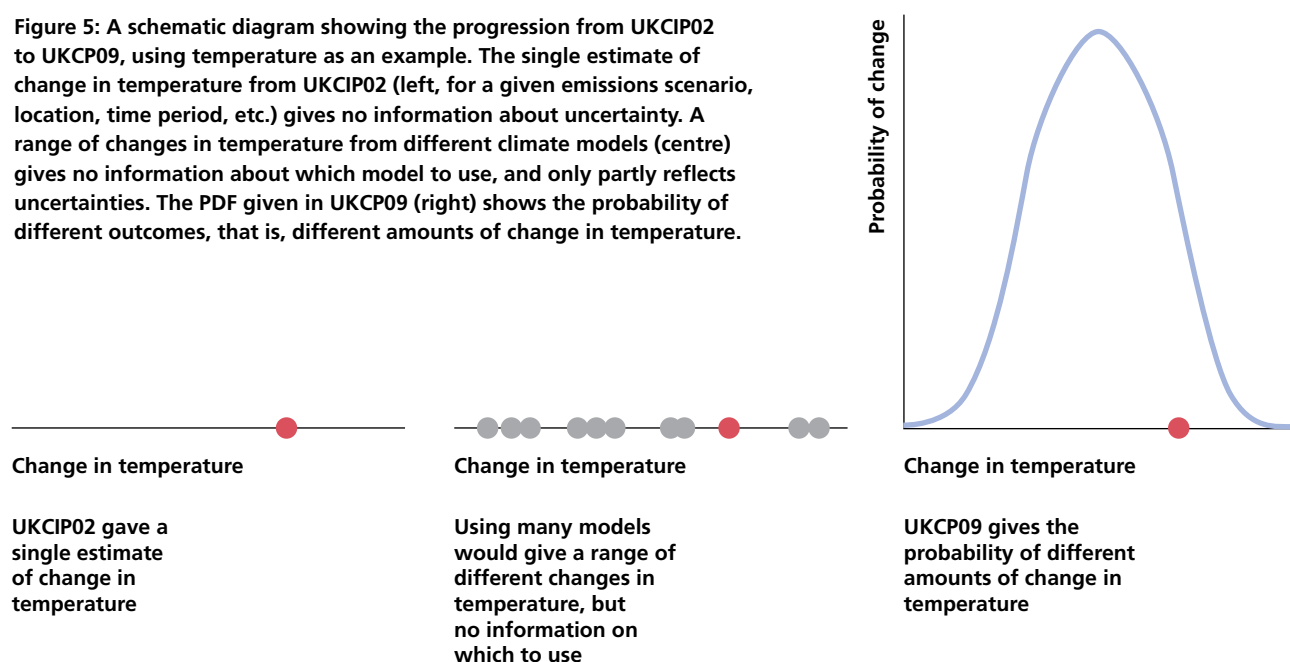 Figure 5: A schematic diagram showing the progression from UKCIP02
to UKCP09, using temperature as an example. The single estimate of
change in temperature from UKCIP02 (left, for a given emissions scenario,
location, time period, etc.) gives no information about uncertainty. A
range of changes in temperature from different climate models (centre)
gives no information about which model to use, and only partly reflects
uncertainties. The PDF given in UKCP09 (right) shows the probability of
different outcomes, that is, different amounts of change in temperature.
Probability of change
Change in temperature
UKCIP02 gave a
single estimate
of change in
temperature
Change in temperature
Using many models
would give a range of
different changes in
temperature, but
no information on
which to use
Change in temperature
UKCP09 gives the
probability of different
amounts of change in
temperature